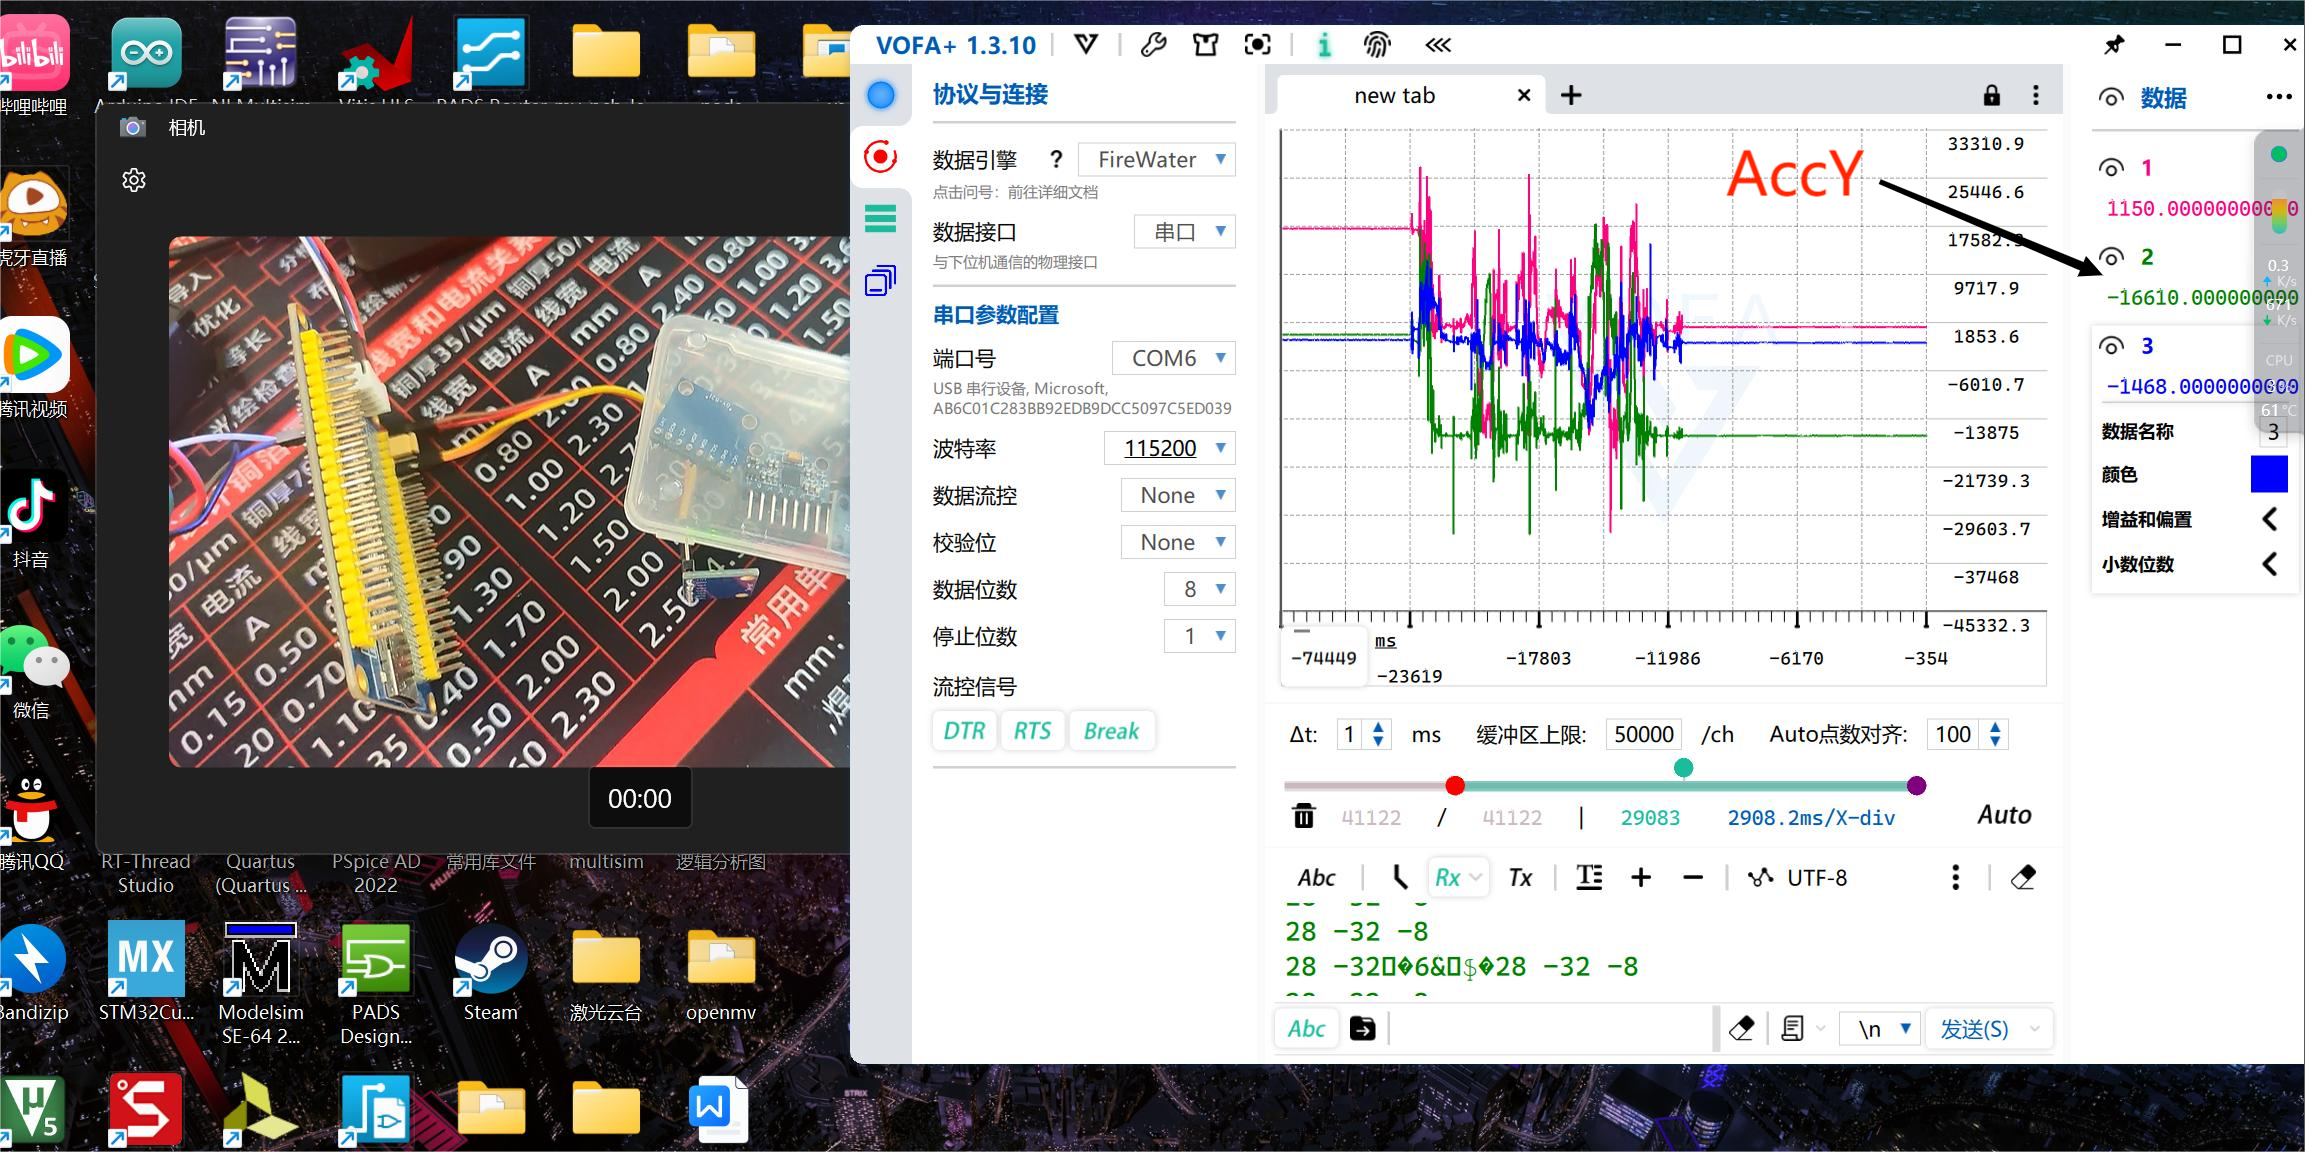 VOFA+ 1.3.10
哔哩哔哩
虎牙直播
腾讯视频
抖音
微信
腾讯QQ
Bandizip
相机
00:00
RT-Thread
Studio
Quartus
(Quartus ...
PSpice AD
2022
常用库文件
multisim
逻辑分析图
STM32Cu...
Modelsim
SE-64 2...
PADS
Design...
Steam
激光云台
openmv
协议与连接
数据引擎 ? FireWater
点击问号：前往详细文档
数据接口 串口
与下位机通信的物理接口
串口参数配置
端口号 COM6
USB 串行设备, Microsoft,
AB6C01C283BB92EDB9DCC5097C5ED039
波特率 115200
数据流控 None
校验位 None
数据位数 8
停止位数 1
流控信号
DTR RTS Break
new tab
AccY
33310.9
25446.6
17582.3
9717.9
1853.6
-6010.7
-13875
-21739.3
-29603.7
-37468
-45332.3
-74449
ms
-23619
-17803
-11986
-6170
-354
Δt: 1 ms 缓冲区上限: 50000 /ch Auto点数对齐: 100
41122 / 41122 | 29083 2908.2ms/X-div Auto
Abc Rx Tx UTF-8
28 -32 -8
28 -32 28 -32 -8
Abc \n 发送(S)
数据
1
1150.0000000000
2
-16610.000000000
3
-1468.0000000000
数据名称 3
颜色
增益和偏置
小数位数
0.3
K/s
K/s
CPU
61°C